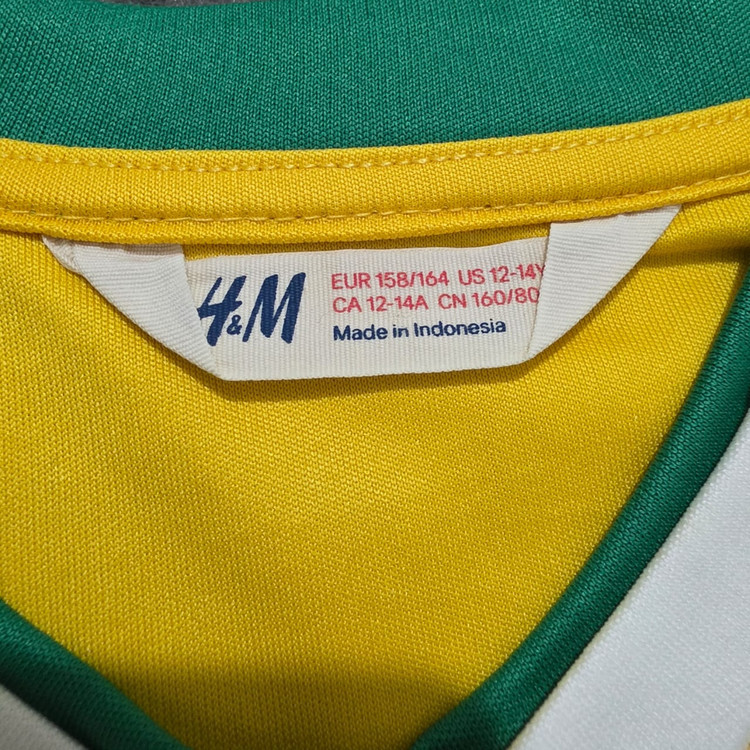 H&M
EUR 158/164 US 12-14Y
CA 12-14A CN 160/80
Made in Indonesia